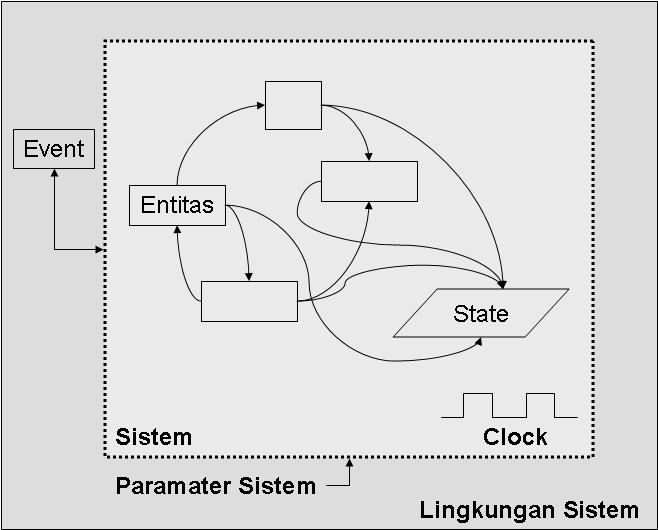 Event
Entitas
State
Sistem
Clock
Paramater Sistem
Lingkungan Sistem